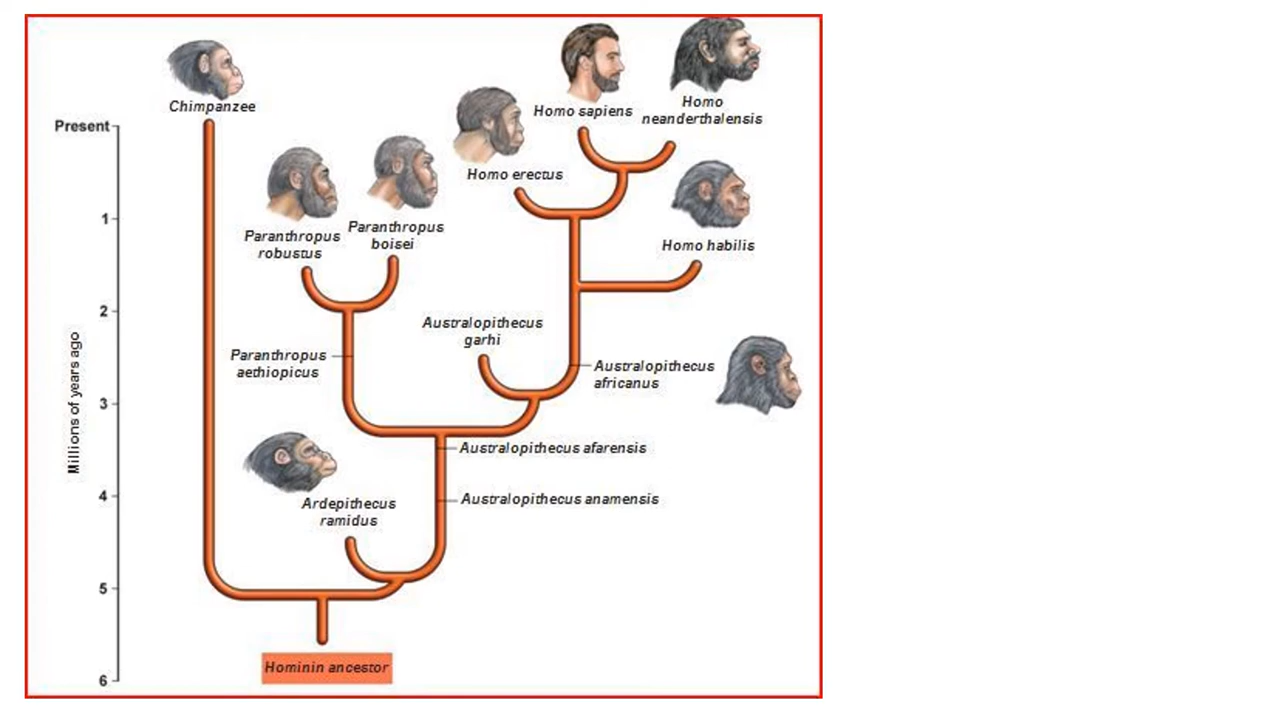 Chimpanzee
Present
Homo sapiens
Homo
neanderthalensis
Homo erectus
1
Paranthropus
robustus
Paranthropus
boisei
Homo habilis
2
Australopithecus
garhi
Paranthropus
aethiopicus
Australopithecus
africanus
Millions of years ago
3
Australopithecus afarensis
4
Australopithecus anamensis
Ardepithecus
ramidus
5
Hominin ancestor
6